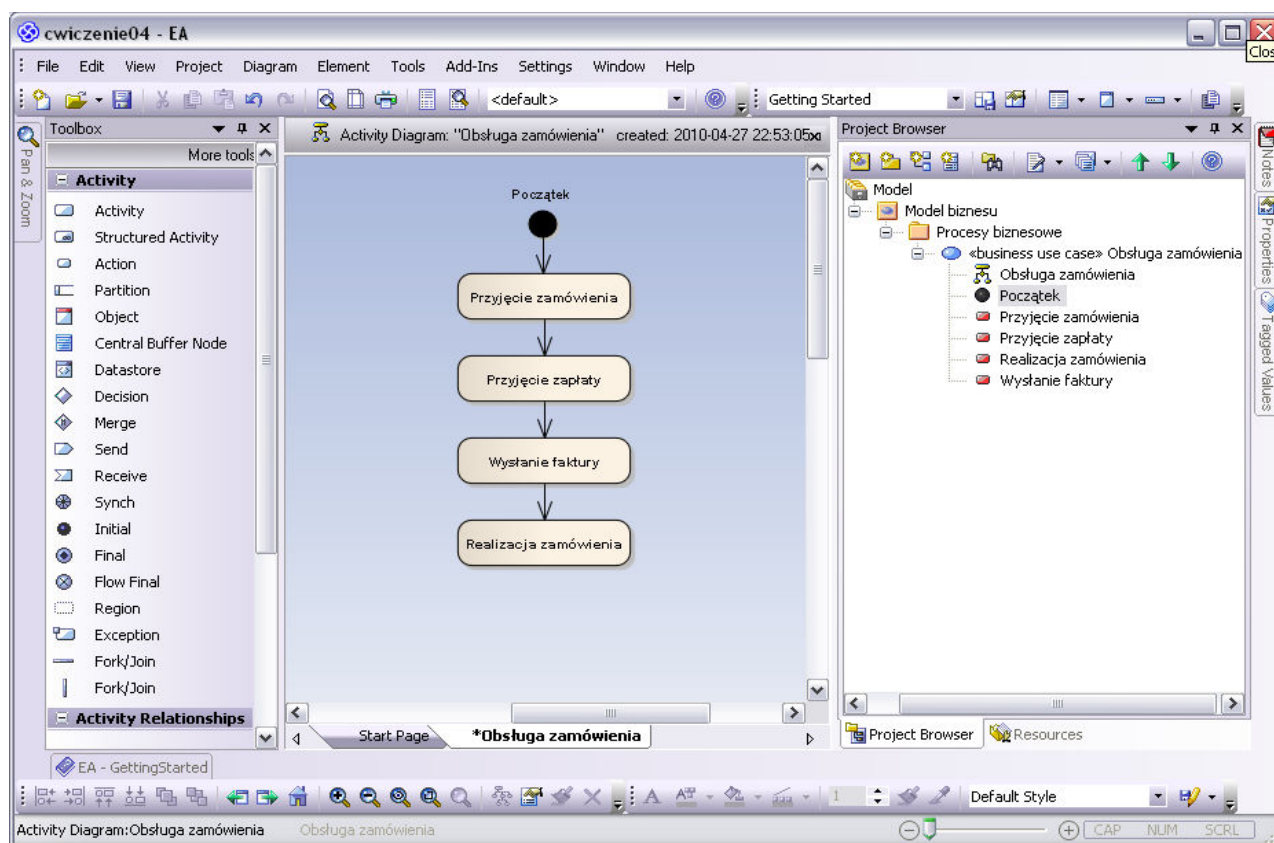 cwiczenie04 - EA
Clos
File Edit View Project Diagram Element Tools Add-Ins Settings Window Help
<default>
Getting Started
Pan & Zoom
Toolbox
More tools
Activity
Activity
Structured Activity
Action
Partition
Object
Central Buffer Node
Datastore
Decision
Merge
Send
Receive
Synch
Initial
Final
Flow Final
Region
Exception
Fork/Join
Fork/Join
Activity Relationships
Activity Diagram: "Obsługa zamówienia" created: 2010-04-27 22:53:05
Początek
Przyjęcie zamówienia
Przyjęcie zapłaty
Wysłanie faktury
Realizacja zamówienia
Start Page
*Obsługa zamówienia
Project Browser
Model
Model biznesu
Procesy biznesowe
«business use case» Obsługa zamówienia
Obsługa zamówienia
Początek
Przyjęcie zamówienia
Przyjęcie zapłaty
Realizacja zamówienia
Wysłanie faktury
Project Browser
Resources
Notes
Properties
Tagged Values
EA - GettingStarted
1
Default Style
Activity Diagram:Obsługa zamówienia
Obsługa zamówienia
CAP NUM SCRL